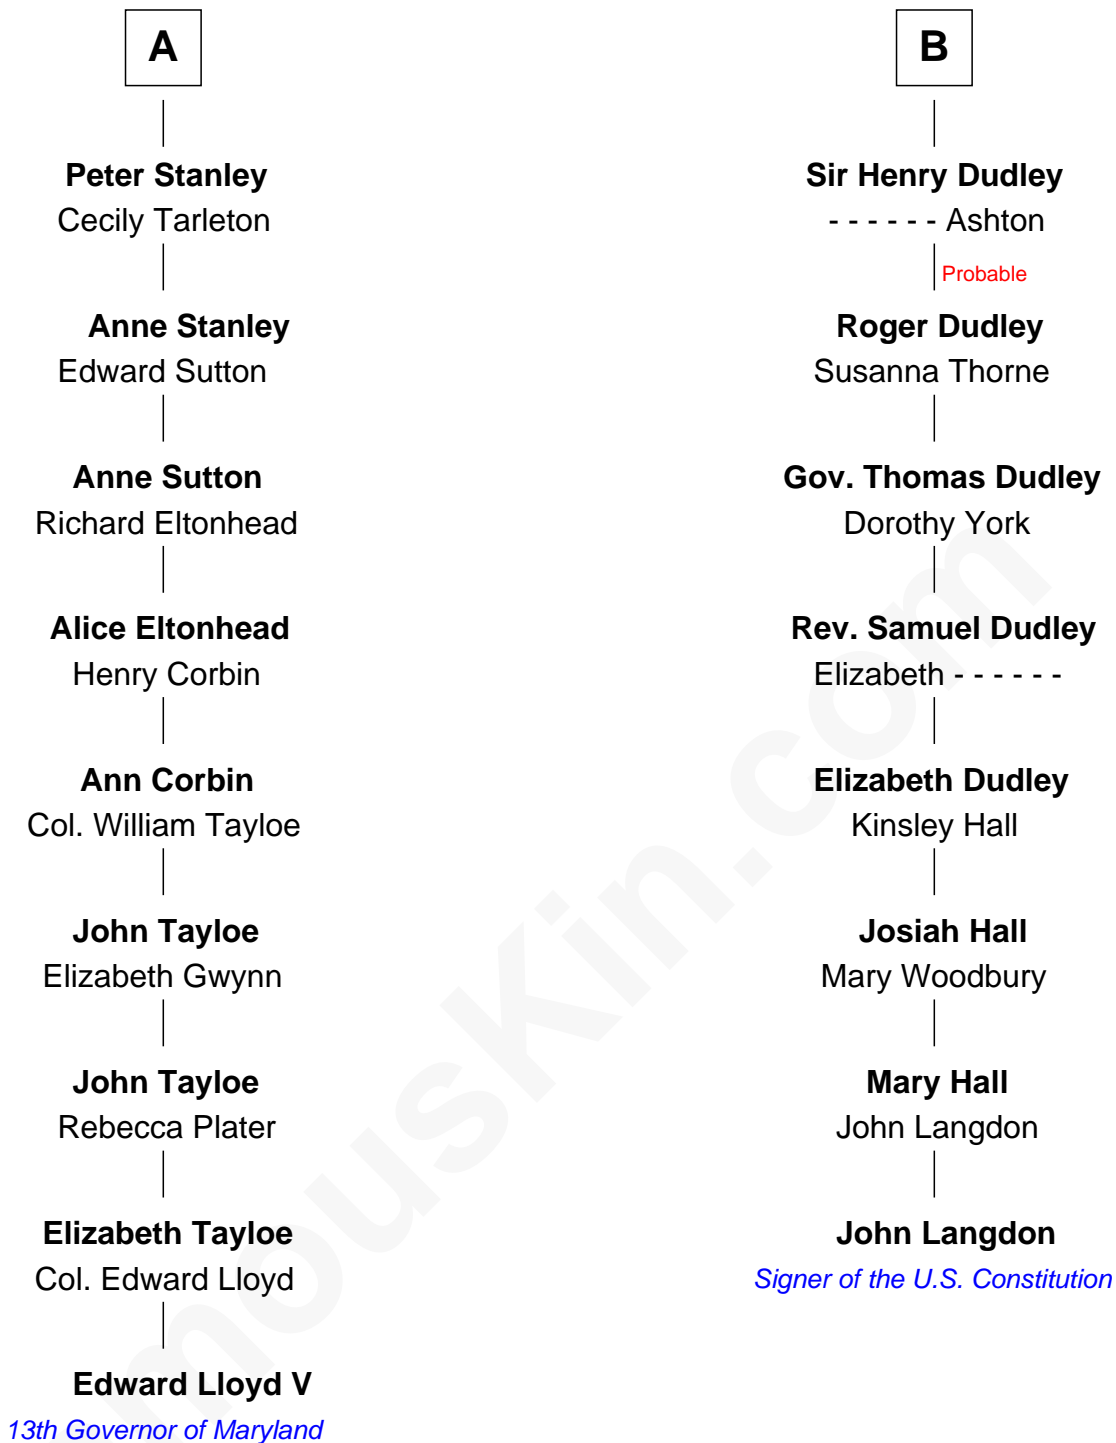 A
Peter Stanley
Cecily Tarleton
Anne Stanley
Edward Sutton
Anne Sutton
Richard Eltonhead
Alice Eltonhead
Henry Corbin
Ann Corbin
Col. William Tayloe
John Tayloe
Elizabeth Gwynn
John Tayloe
Rebecca Plater
Elizabeth Tayloe
Col. Edward Lloyd
Edward Lloyd V
13th Governor of Maryland
B
Sir Henry Dudley
- - - - - - Ashton
Probable
Roger Dudley
Susanna Thorne
Gov. Thomas Dudley
Dorothy York
Rev. Samuel Dudley
Elizabeth - - - - - -
Elizabeth Dudley
Kinsley Hall
Josiah Hall
Mary Woodbury
Mary Hall
John Langdon
John Langdon
Signer of the U.S. Constitution
mousKin.com